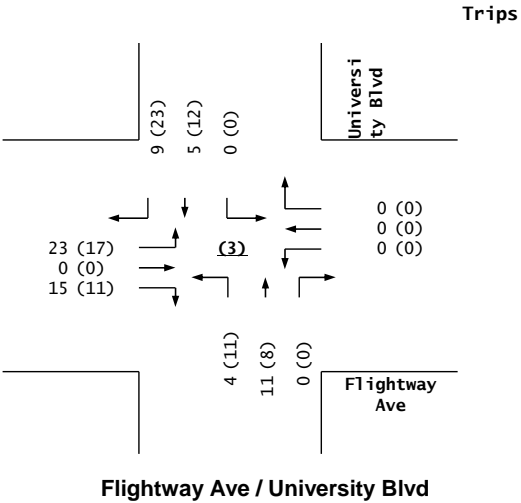 Trips
Universi
ty Blvd
9 (23)
5 (12)
0 (0)
0 (0)
0 (0)
0 (0)
23 (17)
0 (0)
15 (11)
(3)
4 (11)
11 (8)
0 (0)
Flightway
Ave
Flightway Ave / University Blvd